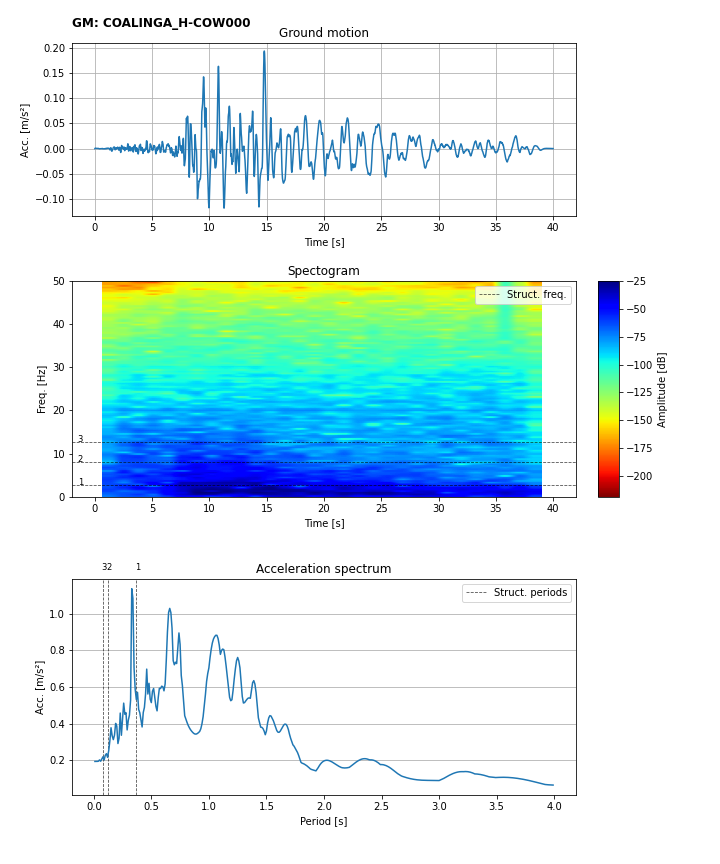 GM: COALINGA_H-COW000
Ground motion
0.20
0.15
0.10
0.05
0.00
−0.05
−0.10
Acc. [m/s²]
0 5 10 15 20 25 30 35 40
Time [s]
Spectogram
50
40
30
20
10
0
Freq. [Hz]
3
2
1
Struct. freq.
0 5 10 15 20 25 30 35 40
Time [s]
−25
−50
−75
−100
−125
−150
−175
−200
Amplitude [dB]
32 1
Acceleration spectrum
Struct. periods
1.0
0.8
0.6
0.4
0.2
Acc. [m/s²]
0.0 0.5 1.0 1.5 2.0 2.5 3.0 3.5 4.0
Period [s]